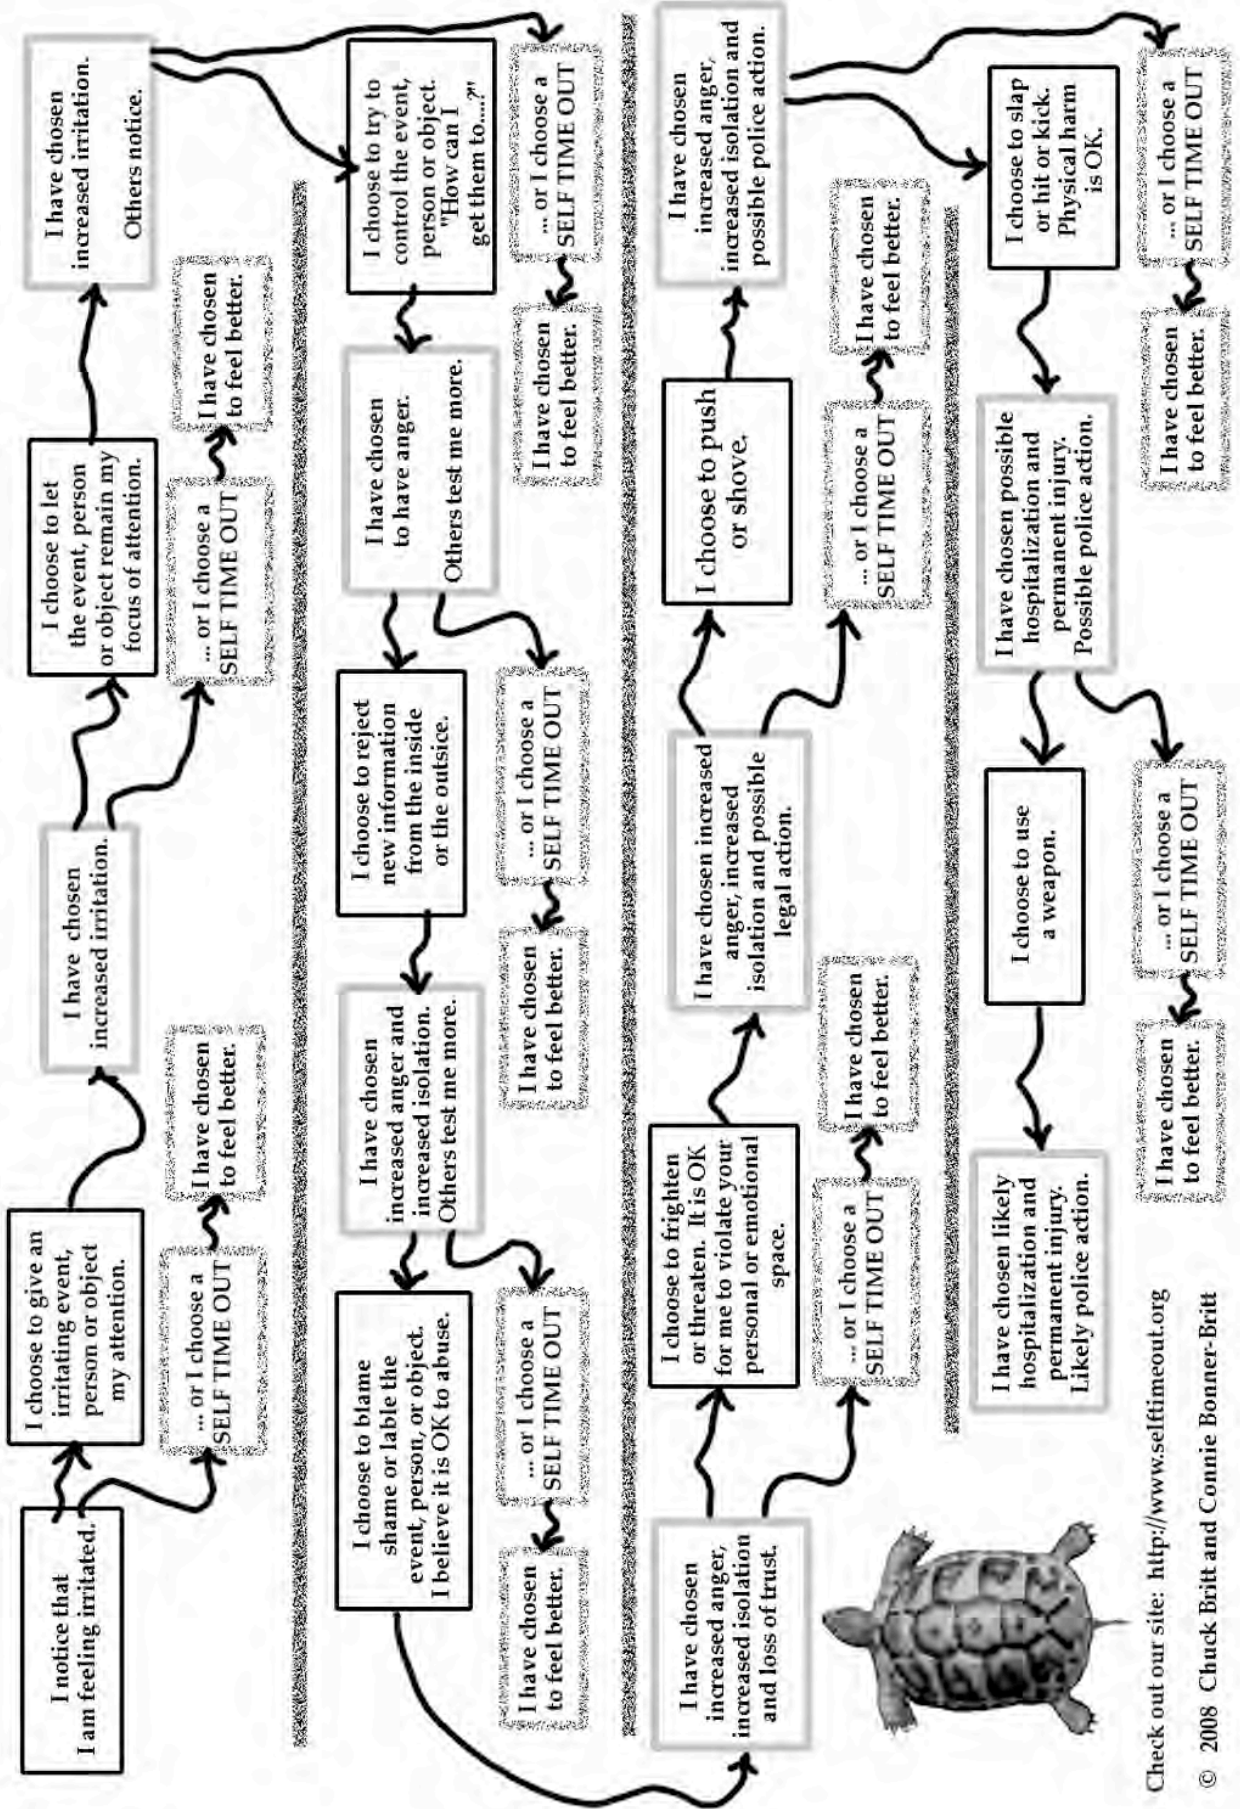 I notice that
I am feeling irritated.
I choose to give an
irritating event,
person or object
my attention.
... or I choose a
SELF TIME OUT
I have chosen
to feel better.
I have chosen
increased irritation.
I choose to let
the event, person
or object remain my
focus of attention.
... or I choose a
SELF TIME OUT
I have chosen
to feel better.
I have chosen
increased irritation.
Others notice.
I choose to try to
control the event,
person or object.
"How can I
get them to....?"
... or I choose a
SELF TIME OUT
I have chosen
to feel better.
I have chosen
to have anger.
Others test me more.
I choose to reject
new information
from the inside
or the outsice.
... or I choose a
SELF TIME OUT
I have chosen
to feel better.
I have chosen
increased anger and
increased isolation.
Others test me more.
I choose to blame
shame or lable the
event, person, or object.
I believe it is OK to abuse.
... or I choose a
SELF TIME OUT
I have chosen
to feel better.
I have chosen
increased anger,
increased isolation
and loss of trust.
I choose to frighten
or threaten. It is OK
for me to violate your
personal or emotional
space.
... or I choose a
SELF TIME OUT
I have chosen
to feel better.
I have chosen increased
anger, increased
isolation and possible
legal action.
I choose to push
or shove.
... or I choose a
SELF TIME OUT
I have chosen
to feel better.
I have chosen
increased anger,
increased isolation and
possible police action.
I choose to slap
or hit or kick.
Physical harm
is OK.
... or I choose a
SELF TIME OUT
I have chosen
to feel better.
I have chosen possible
hospitalization and
permanent injury.
Possible police action.
I choose to use
a weapon.
... or I choose a
SELF TIME OUT
I have chosen
to feel better.
I have chosen likely
hospitalization and
permanent injury.
Likely police action.
Check out our site: http://www.selftimeout.org
© 2008 Chuck Britt and Connie Bonner-Britt